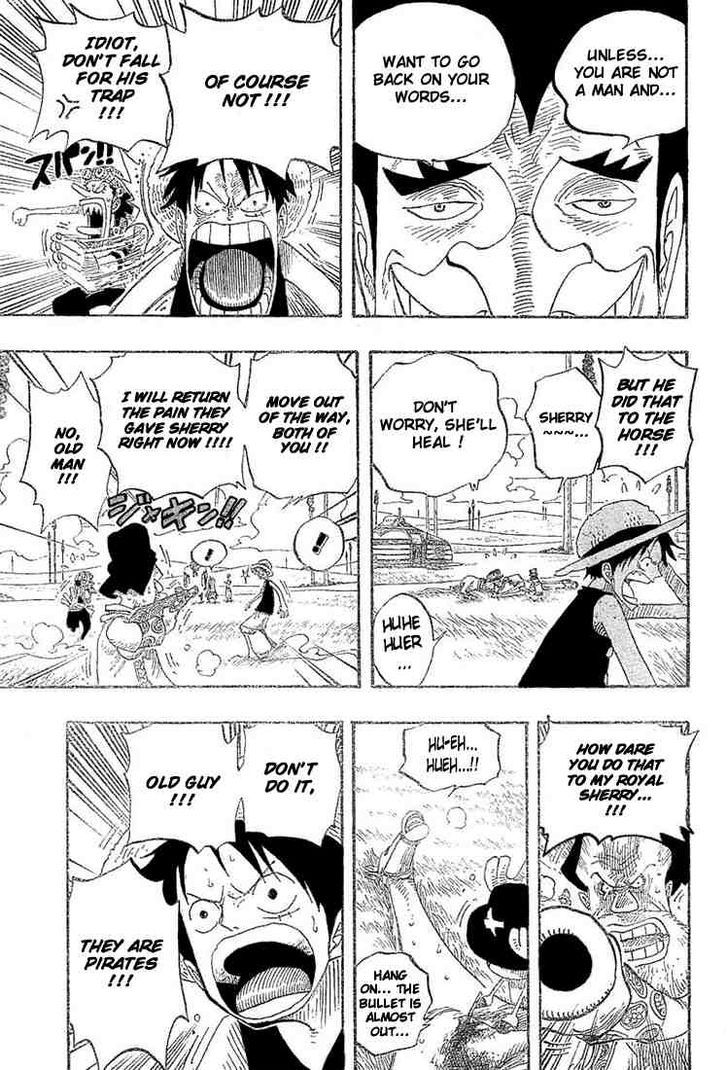 UNLESS...
YOU ARE NOT
A MAN AND...
WANT TO GO
BACK ON YOUR
WORDS...
OF COURSE
NOT !!!
IDIOT,
DON'T FALL
FOR HIS
TRAP
!!!
ズバン!!
BUT HE
DID THAT
TO THE
HORSE
!!!
SHERRY
~~~...
DON'T
WORRY, SHE'LL
HEAL !
HUHE
HUER
...
MOVE OUT
OF THE WAY,
BOTH OF
YOU !!
I WILL RETURN
THE PAIN THEY
GAVE SHERRY
RIGHT NOW !!!!
NO,
OLD
MAN
!!!
ジャキン!!
!
!
HOW DARE
YOU DO THAT
TO MY ROYAL
SHERRY...
!!!
HU-EH...
HUEH...!!
HANG
ON... THE
BULLET IS
ALMOST
OUT...
DON'T
DO IT,
OLD GUY
!!!
THEY ARE
PIRATES
!!!